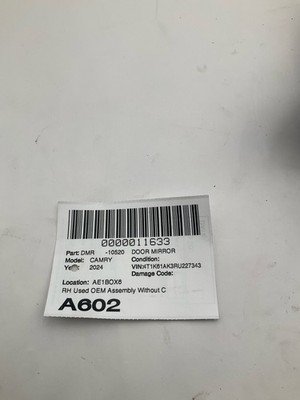 0000011633
Part: DMR -10520 DOOR MIRROR
Model: CAMRY Condition:
2024 VIN:4T1K61AK3RU227343
Damage Code:
Location: AE1BOX6
RH Used OEM Assembly Without C
A602